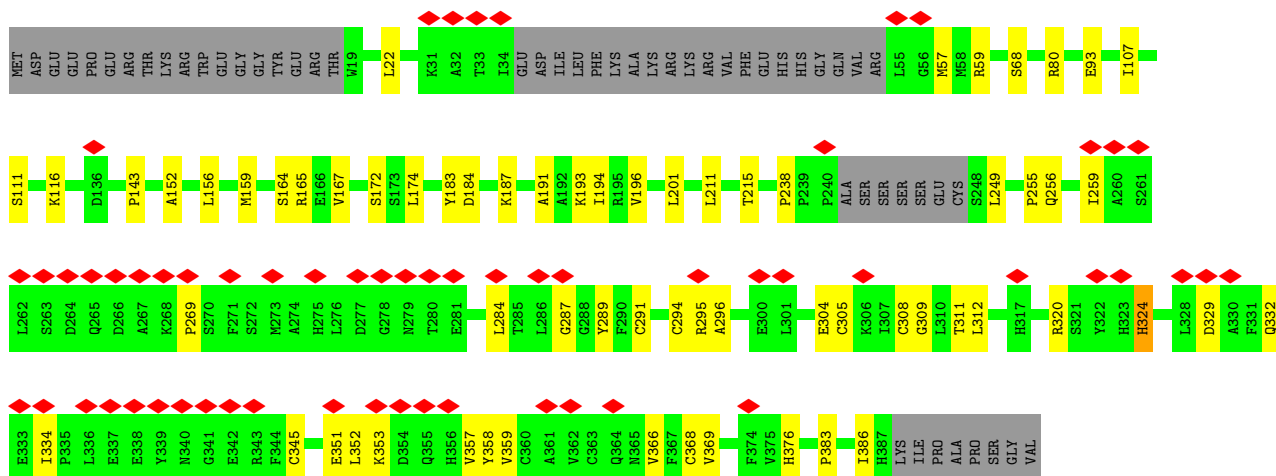 MET ASP GLU GLU PRO GLU ARG THR LYS ARG TRP GLU GLY GLY TYR GLU ARG THR W19 L22 K31 A32 T33 I34 GLU ASP ILE LEU PHE LYS ALA LYS ARG LYS ARG VAL PHE GLU HIS HIS GLY GLN VAL ARG L55 G56 M57 M58 R59 S68 R80 E93 I107
S111 K116 D136 P143 A152 L156 M159 S164 R165 E166 V167 S172 S173 L174 Y183 D184 K187 A191 A192 K193 I194 R195 V196 L201 L211 T215 P238 P239 P240 ALA SER SER SER SER GLU CYS S248 L249 P255 Q256 I259 A260 S261
L262 S263 D264 Q265 D266 A267 K268 P269 S270 P271 S272 M273 A274 H275 L276 D277 G278 N279 T280 E281 L284 T285 L286 G287 G288 Y289 F290 C291 C294 R295 A296 E300 L301 E304 C305 K306 I307 C308 G309 L310 T311 L312 H317 R320 S321 Y322 H323 H324 L328 D329 A330 F331 Q332
E333 I334 P335 L336 E337 E338 Y339 N340 G341 E342 R343 F344 C345 E351 L352 K353 D354 Q355 H356 V357 Y358 V359 C360 A361 V362 C363 Q364 N365 V366 F367 C368 V369 F374 V375 H376 P383 I386 H387 LYS ILE PRO ALA PRO SER GLY VAL